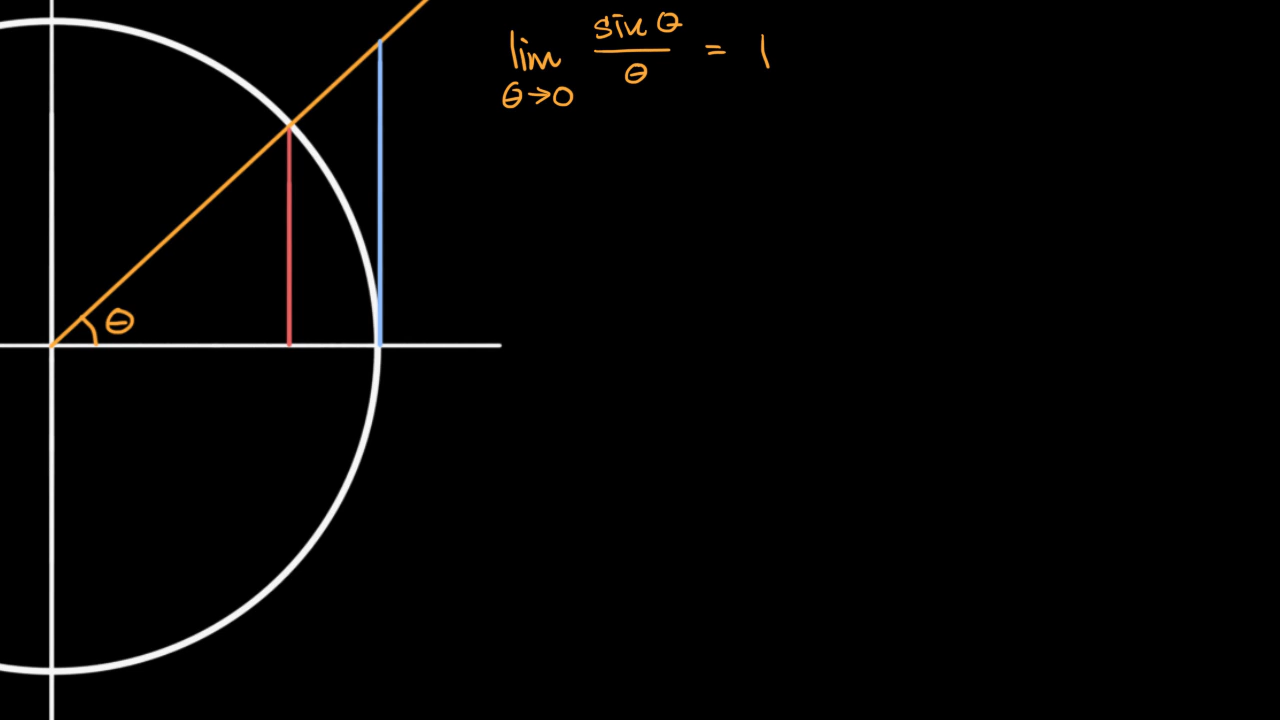 lim sin θ / θ = 1
θ→0
θ